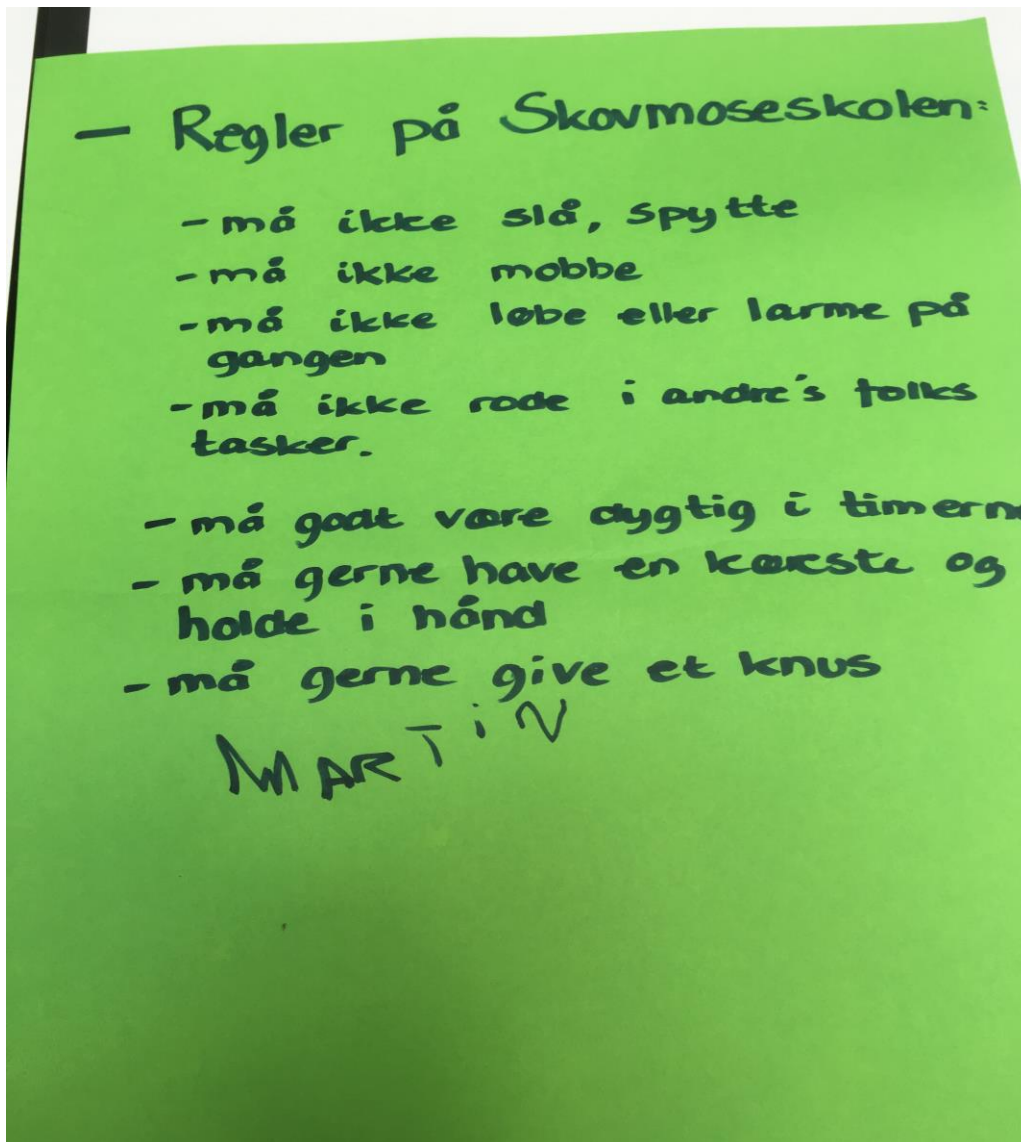 - Regler på Skovmoseskolen:
- må ikke slå, spytte
- må ikke mobbe
- må ikke løbe eller larme på
gangen
- må ikke rode i andre's folks
tasker.
- må godt være dygtig i timerne
- må gerne have en kæreste og
holde i hånd
- må gerne give et knus
MARTiN